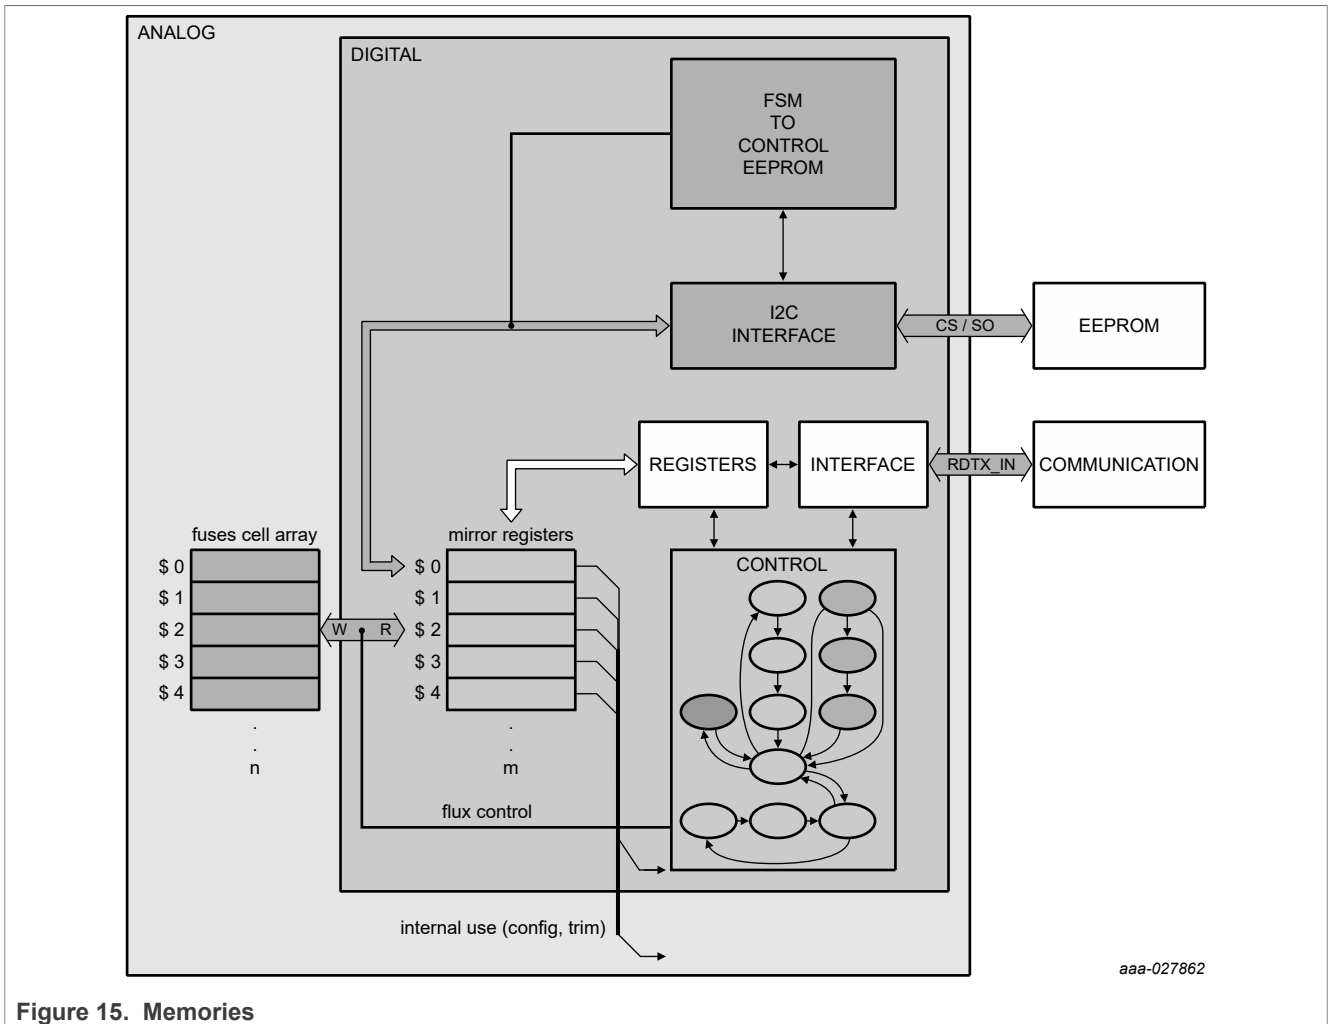 ANALOG
DIGITAL
FSM
TO
CONTROL
EEPROM
I2C
INTERFACE
CS / SO
EEPROM
REGISTERS
INTERFACE
RDTX_IN
COMMUNICATION
fuses cell array
mirror registers
CONTROL
$ 0
$ 1
$ 2
$ 3
$ 4
.
.
n
W
R
$ 0
$ 1
$ 2
$ 3
$ 4
.
.
m
flux control
internal use (config, trim)
aaa-027862
Figure 15. Memories